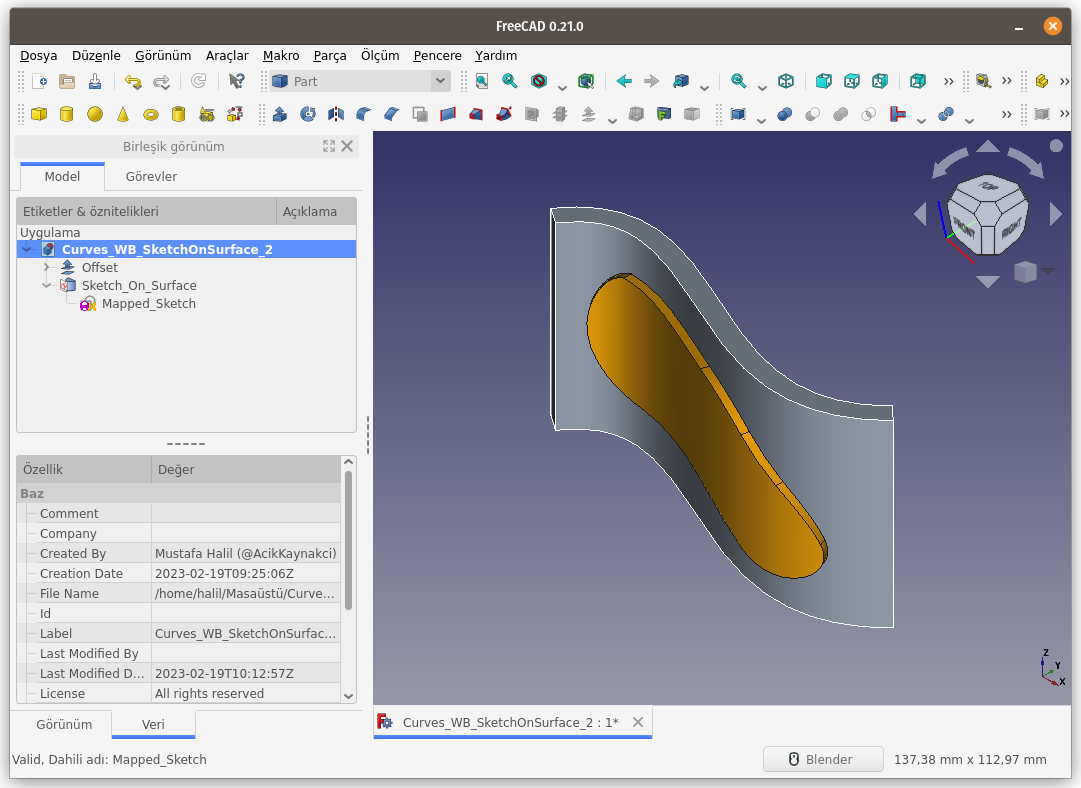 FreeCAD 0.21.0
Dosya Düzenle Görünüm Araçlar Makro Parça Ölçüm Pencere Yardım
Part
Birleşik görünüm
Model Görevler
Etiketler & öznitelikleri Açıklama
Uygulama
Curves_WB_SketchOnSurface_2
Offset
Sketch_On_Surface
Mapped_Sketch
Özellik Değer
Baz
Comment
Company
Created By Mustafa Halil (@AcikKaynakci)
Creation Date 2023-02-19T09:25:06Z
File Name /home/halil/Masaüstü/Curve...
Id
Label Curves_WB_SketchOnSurfac...
Last Modified By
Last Modified D... 2023-02-19T10:12:57Z
License All rights reserved
Görünüm Veri
TOP
FRONT RIGHT
Z
Y
X
Curves_WB_SketchOnSurface_2 : 1*
Valid, Dahili adı: Mapped_Sketch
Blender 137,38 mm x 112,97 mm